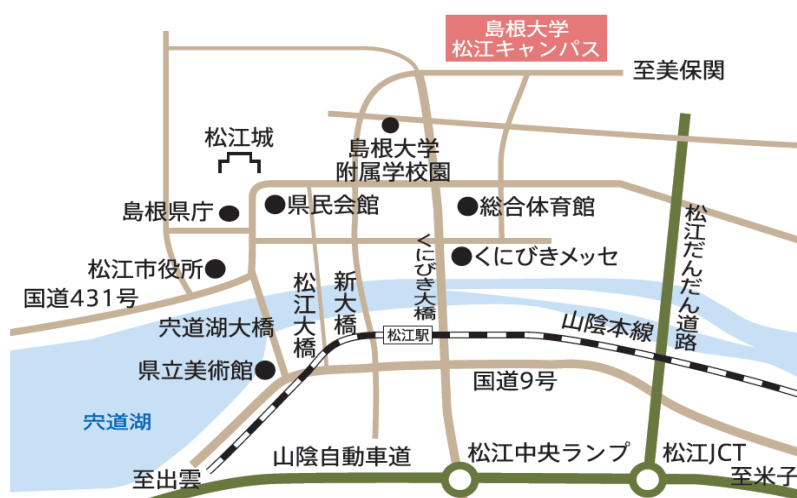 島根大学
松江キャンパス
至美保関
松江城
島根大学
附属学校園
島根県庁
県民会館
総合体育館
松江市役所
くにびきメッセ
国道431号
宍道湖大橋
松江大橋
新大橋
くにびき大橋
松江だんだん道路
松江駅
山陰本線
県立美術館
国道9号
宍道湖
至出雲
山陰自動車道
松江中央ランプ
松江JCT
至米子